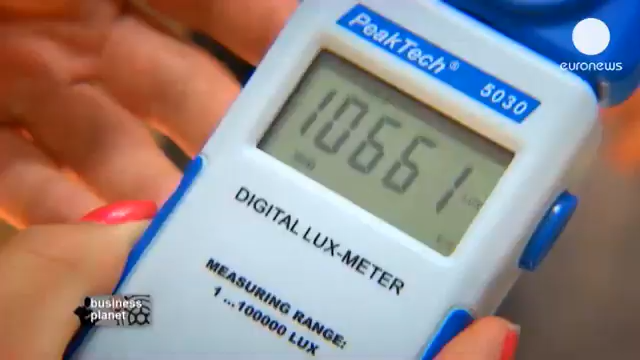 euronews
PeakTech®
5030
10661
DIGITAL LUX-METER
MEASURING RANGE:
1 ...100000 LUX
business
planet